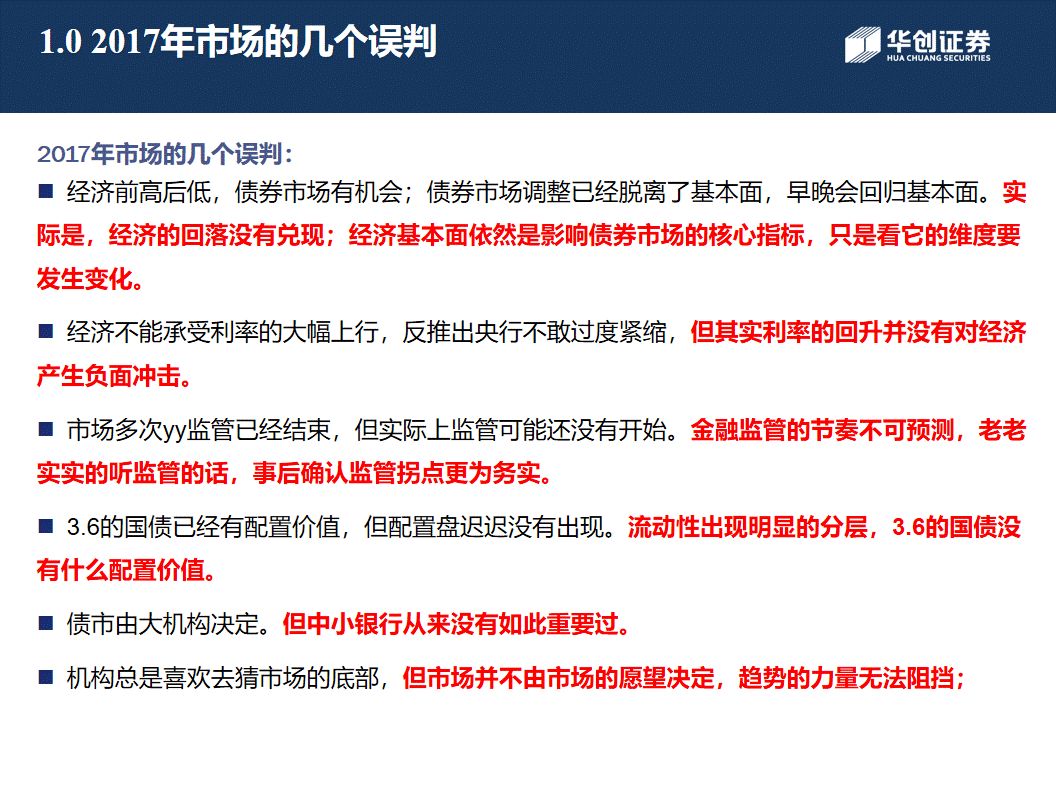 1.0 2017年市场的几个误判
华创证券
HUA CHUANG SECURITIES
2017年市场的几个误判：
■ 经济前高后低，债券市场有机会；债券市场调整已经脱离了基本面，早晚会回归基本面。实
际是，经济的回落没有兑现；经济基本面依然是影响债券市场的核心指标，只是看它的维度要
发生变化。
■ 经济不能承受利率的大幅上行，反推出央行不敢过度紧缩，但其实利率的回升并没有对经济
产生负面冲击。
■ 市场多次yy监管已经结束，但实际上监管可能还没有开始。金融监管的节奏不可预测，老老
实实的听监管的话，事后确认监管拐点更为务实。
■ 3.6的国债已经有配置价值，但配置盘迟迟没有出现。流动性出现明显的分层，3.6的国债没
有什么配置价值。
■ 债市由大机构决定。但中小银行从来没有如此重要过。
■ 机构总是喜欢去猜市场的底部，但市场并不由市场的愿望决定，趋势的力量无法阻挡；